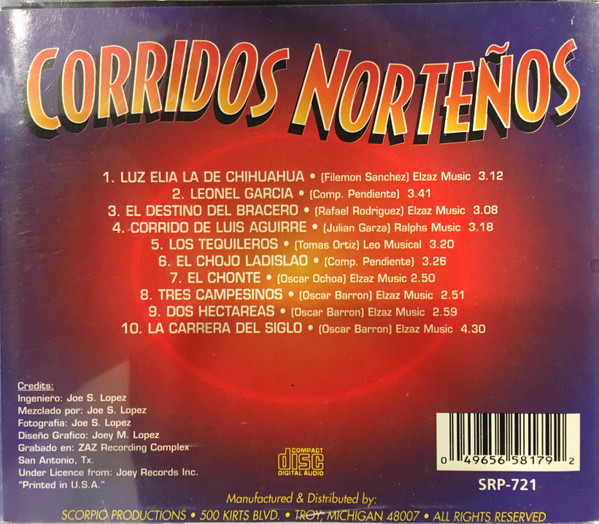 CORRIDOS NORTEÑOS
1. LUZ ELIA LA DE CHIHUAHUA • (Filemon Sanchez) Elzaz Music 3.12
2. LEONEL GARCIA • (Comp. Pendiente) 3.41
3. EL DESTINO DEL BRACERO • (Rafael Rodriguez) Elzaz Music 3.08
4. CORRIDO DE LUIS AGUIRRE • (Julian Garza) Ralphs Music 3.18
5. LOS TEQUILEROS • (Tomas Ortiz) Leo Musical 3.20
6. EL CHOJO LADISLAO • (Comp. Pendiente) 3.26
7. EL CHONTE • (Oscar Ochoa) Elzaz Music 2.50
8. TRES CAMPESINOS • (Oscar Barron) Elzaz Music 2.51
9. DOS HECTAREAS • (Oscar Barron) Elzaz Music 2.59
10. LA CARRERA DEL SIGLO • (Oscar Barron) Elzaz Music 4.30
Credits:
Ingeniero: Joe S. Lopez
Mezclado por: Joe S. Lopez
Fotografia: Joe S. Lopez
Diseño Grafico: Joey M. Lopez
Grabado en: ZAZ Recording Complex
San Antonio, Tx.
Under Licence from: Joey Records Inc.
"Printed in U.S.A."
COMPACT
disc
DIGITAL AUDIO
0 49656 58179 2
SRP-721
Manufactured & Distributed by:
SCORPIO PRODUCTIONS • 500 KIRTS BLVD. • TROY, MICHIGAN 48007 • ALL RIGHTS RESERVED